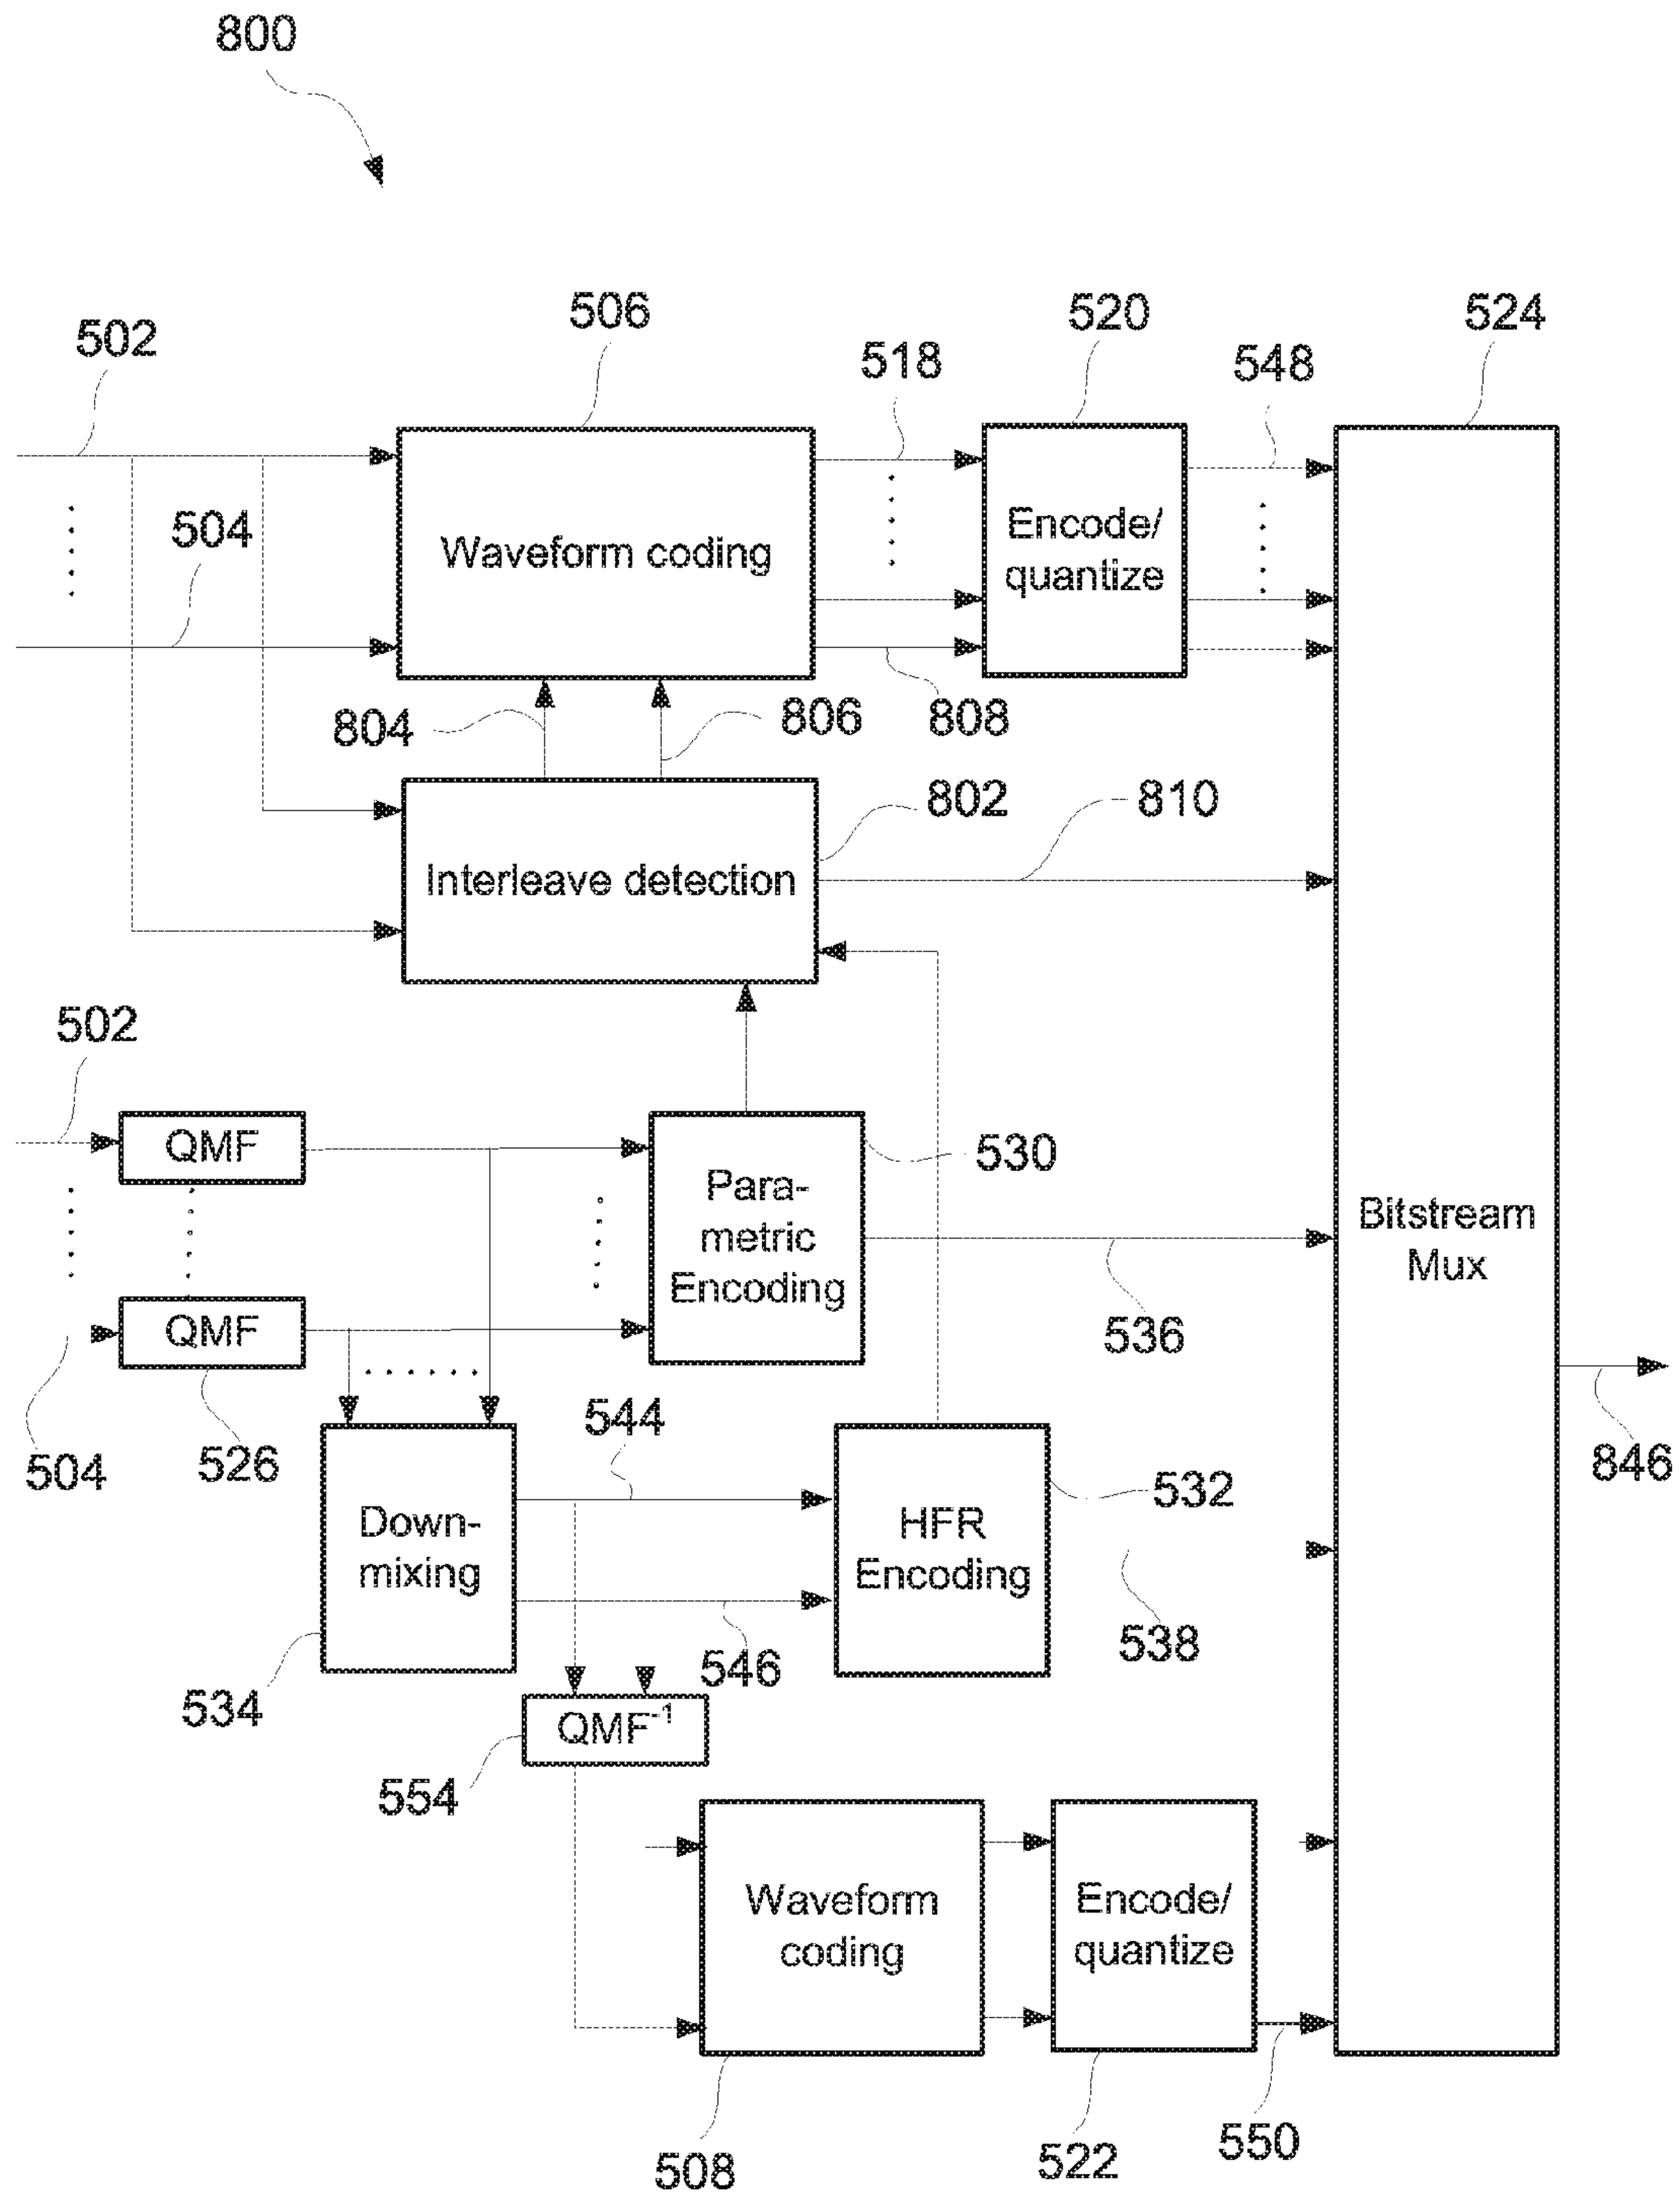 800
502
506
520
524
518
548
504
Waveform coding
Encode/
quantize
804
806
808
802
810
Interleave detection
502
QMF
530
Para-
metric
Encoding
Bitstream
Mux
QMF
536
504
526
544
846
532
Down-
mixing
HFR
Encoding
546
538
534
QMF-1
554
Waveform
coding
Encode/
quantize
508
522
550